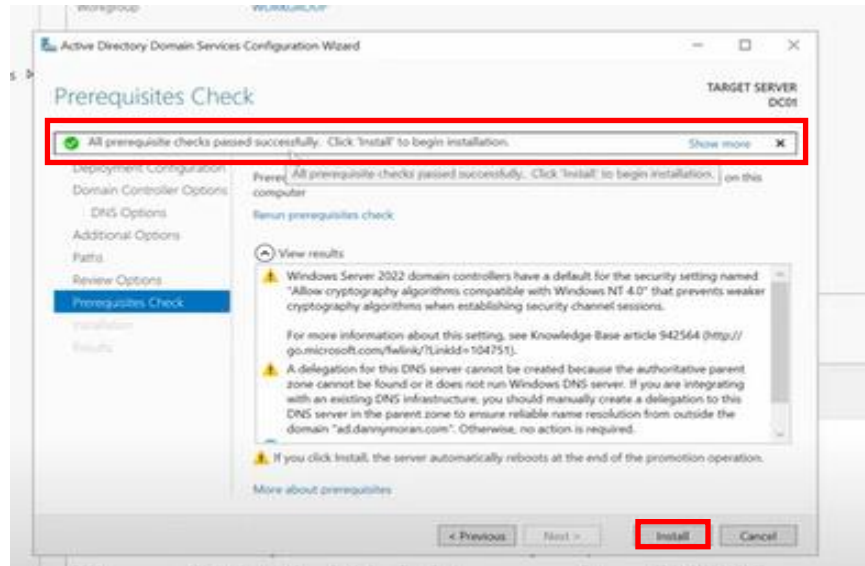 Workgroup WORKGROUP
Active Directory Domain Services Configuration Wizard
Prerequisites Check
TARGET SERVER
DC01
All prerequisite checks passed successfully. Click 'Install' to begin installation. Show more
Deployment Configuration
Domain Controller Options
DNS Options
Additional Options
Paths
Review Options
Prerequisites Check
Installation
Results
All prerequisite checks passed successfully. Click 'Install' to begin installation. on this
computer
Rerun prerequisites check
View results
Windows Server 2022 domain controllers have a default for the security setting named
"Allow cryptography algorithms compatible with Windows NT 4.0" that prevents weaker
cryptography algorithms when establishing security channel sessions.
For more information about this setting, see Knowledge Base article 942564 (http://
go.microsoft.com/fwlink/?LinkId=104751).
A delegation for this DNS server cannot be created because the authoritative parent
zone cannot be found or it does not run Windows DNS server. If you are integrating
with an existing DNS infrastructure, you should manually create a delegation to this
DNS server in the parent zone to ensure reliable name resolution from outside the
domain "ad.dannymoran.com". Otherwise, no action is required.
If you click Install, the server automatically reboots at the end of the promotion operation.
More about prerequisites
< Previous Next > Install Cancel